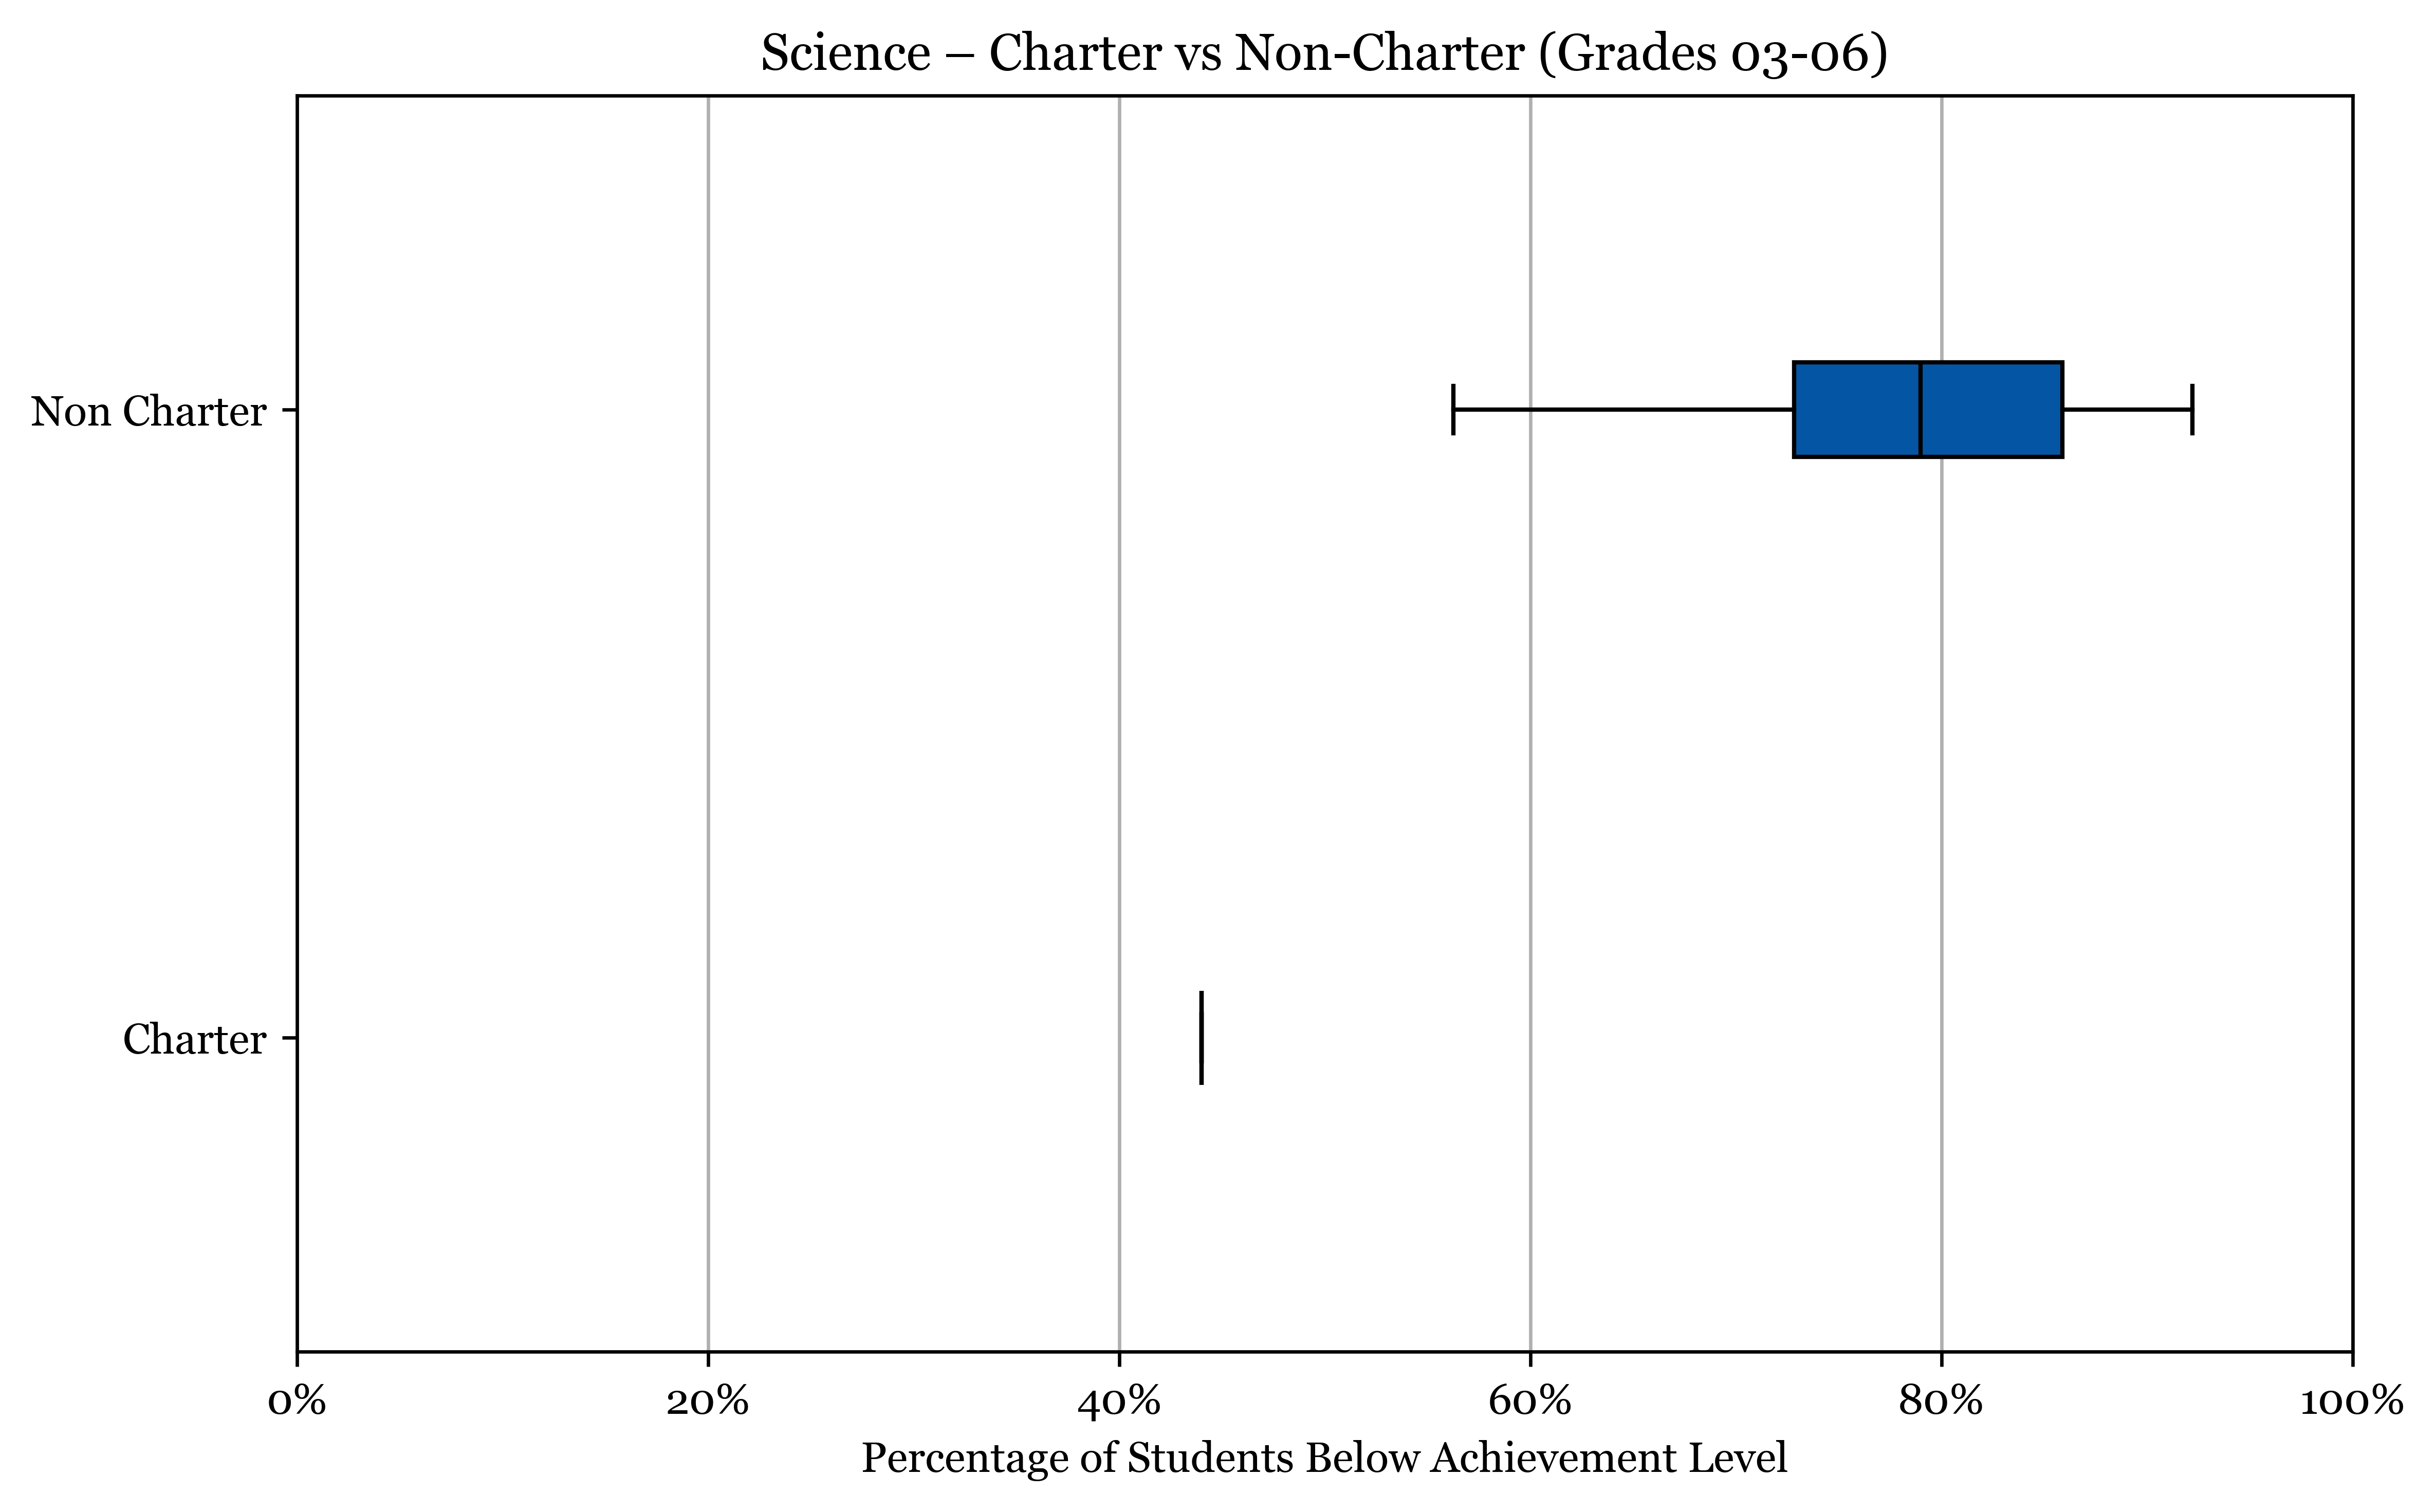 Science – Charter vs Non-Charter (Grades 03-06)
Non Charter
Charter
0% 20% 40% 60% 80% 100%
Percentage of Students Below Achievement Level